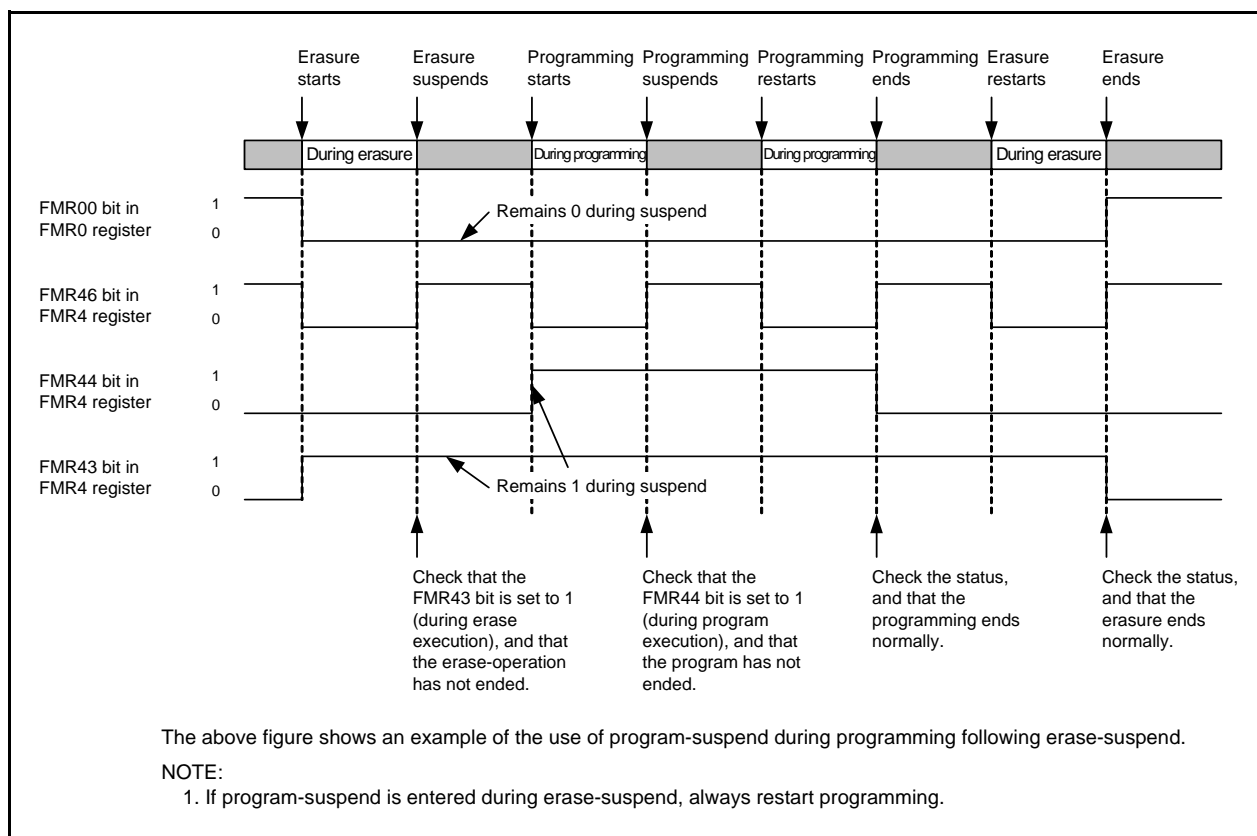 Erasure starts
Erasure suspends
Programming starts
Programming suspends
Programming restarts
Programming ends
Erasure restarts
Erasure ends
During erasure
During programming
During programming
During erasure
FMR00 bit in
FMR0 register
1
0
Remains 0 during suspend
FMR46 bit in
FMR4 register
1
0
FMR44 bit in
FMR4 register
1
0
FMR43 bit in
FMR4 register
1
0
Remains 1 during suspend
Check that the
FMR43 bit is set to 1
(during erase
execution), and that
the erase-operation
has not ended.
Check that the
FMR44 bit is set to 1
(during program
execution), and that
the program has not
ended.
Check the status,
and that the
programming ends
normally.
Check the status,
and that the
erasure ends
normally.
The above figure shows an example of the use of program-suspend during programming following erase-suspend.
NOTE:
1. If program-suspend is entered during erase-suspend, always restart programming.